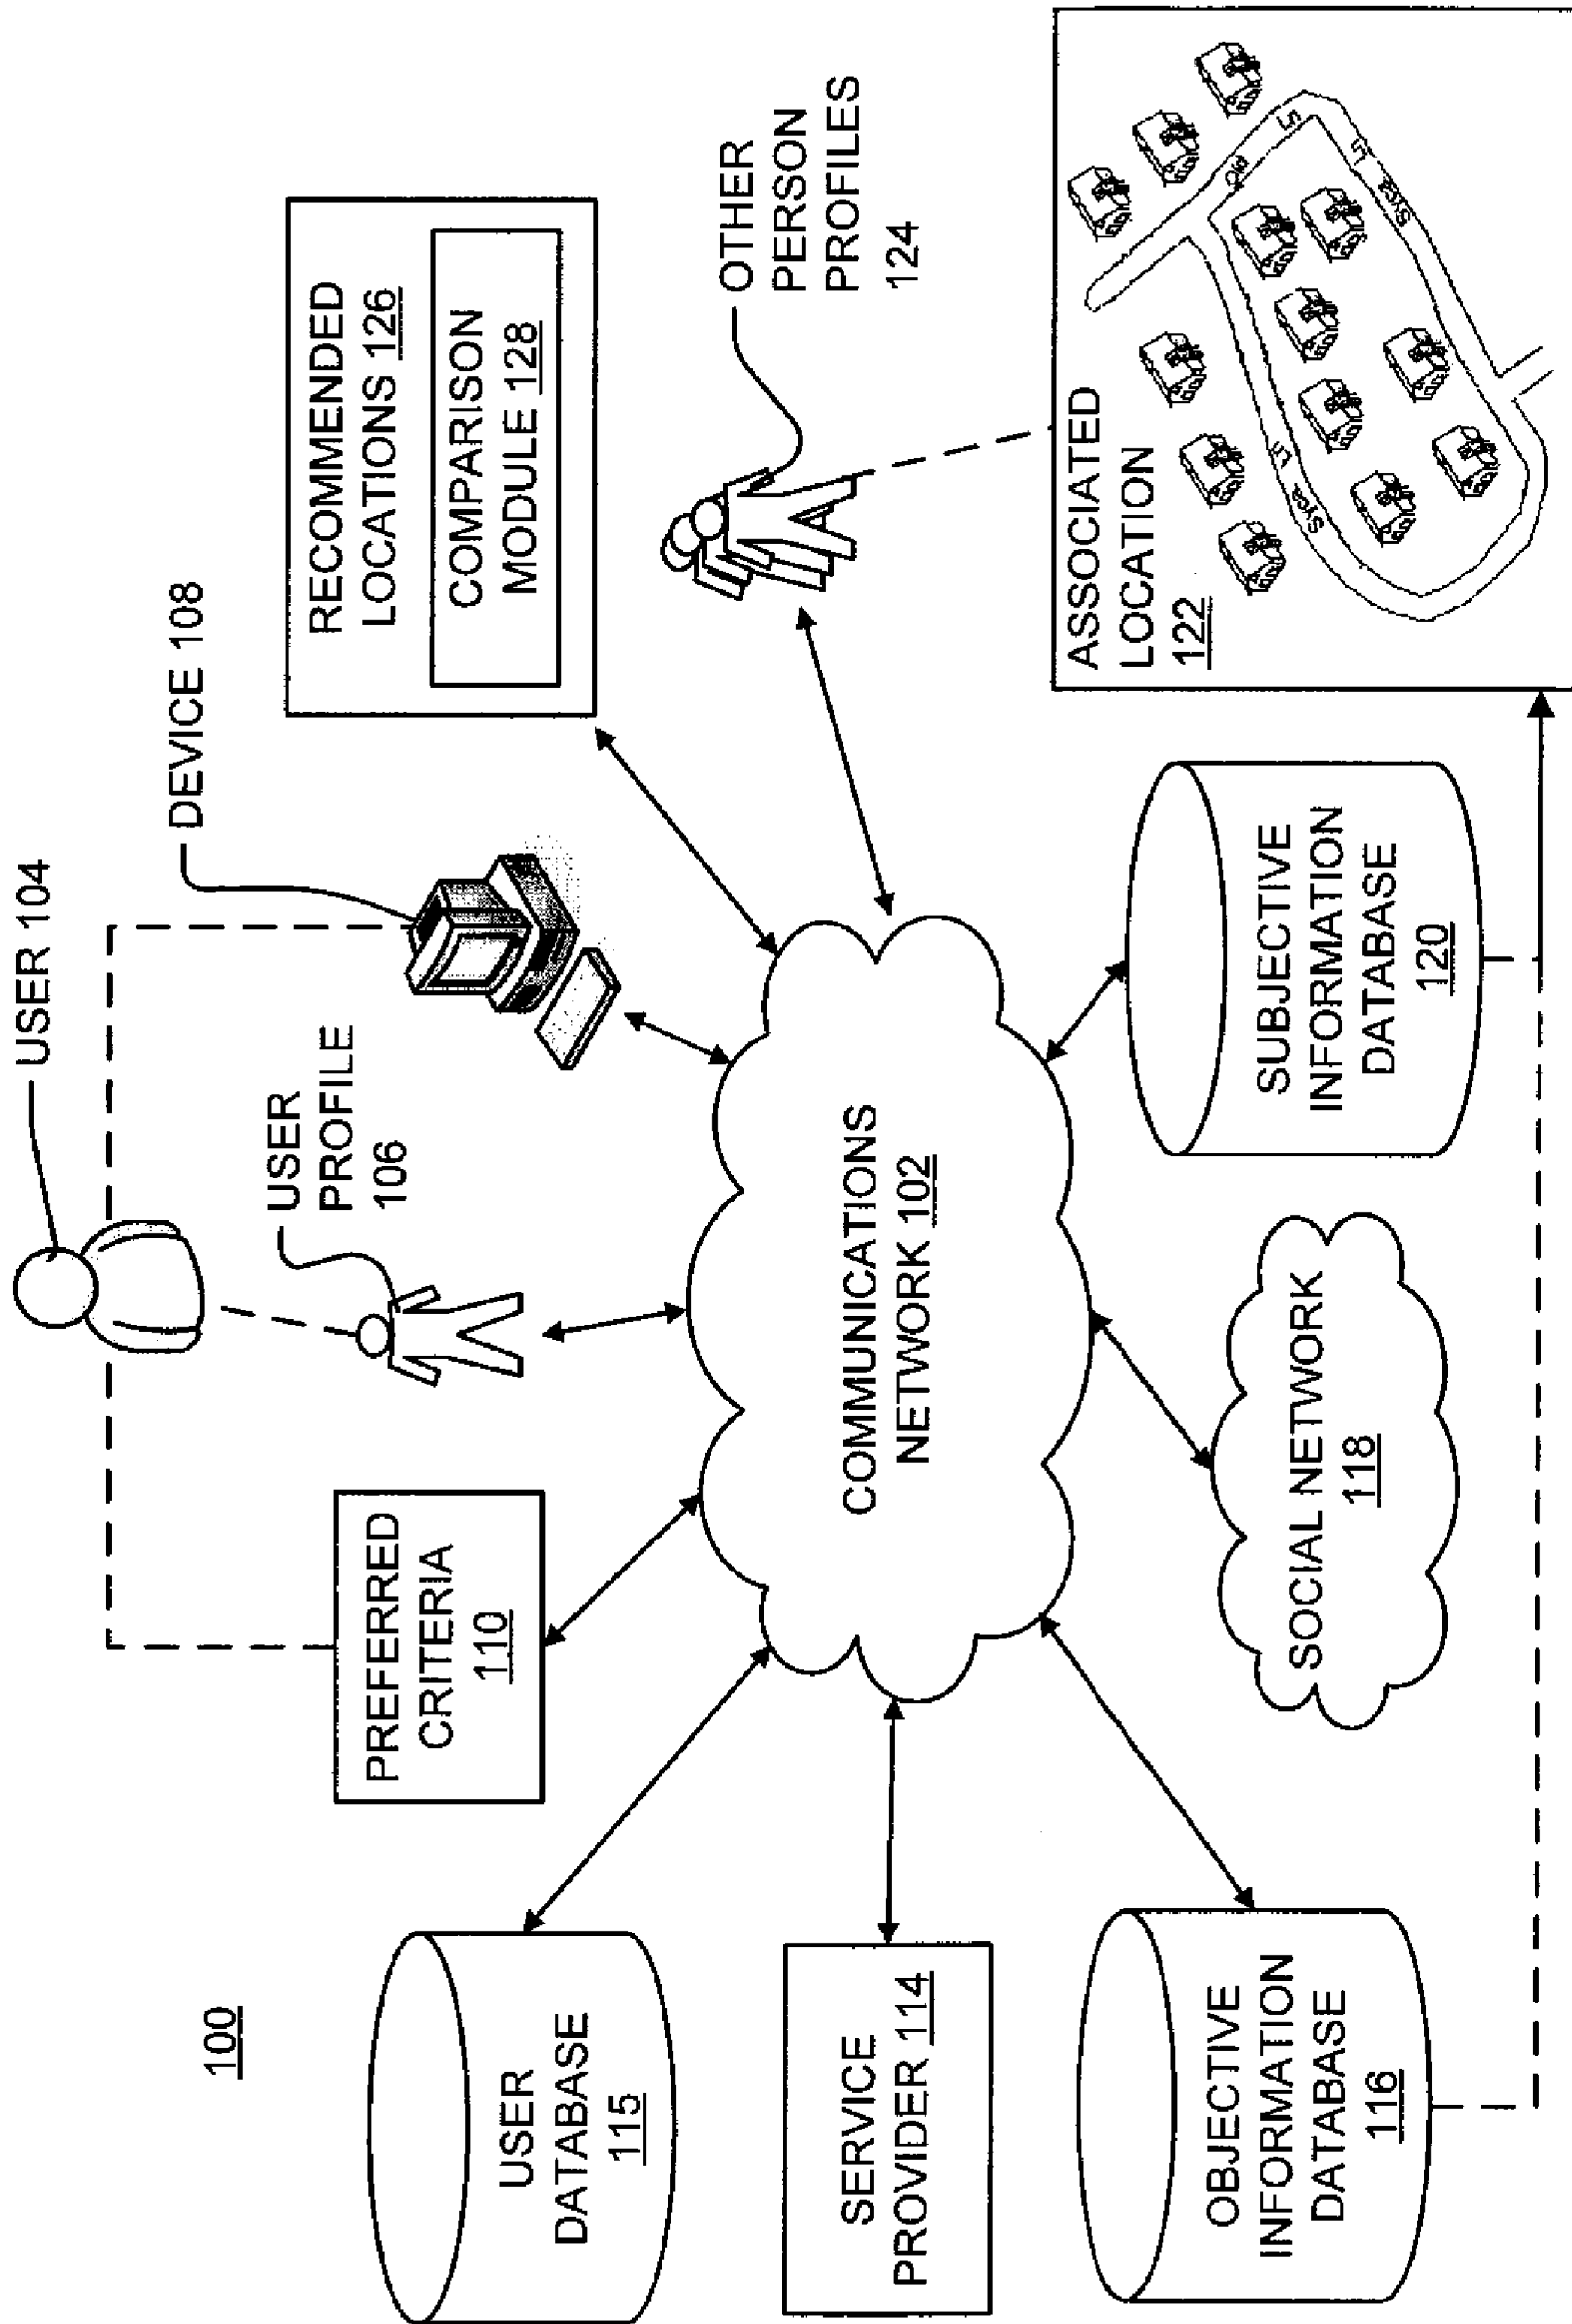 100
USER 104
USER
PROFILE
106
DEVICE 108
PREFERRED
CRITERIA
110
RECOMMENDED
LOCATIONS 126
COMPARISON
MODULE 128
USER
DATABASE
115
SERVICE
PROVIDER 114
COMMUNICATIONS
NETWORK 102
OTHER
PERSON
PROFILES
124
OBJECTIVE
INFORMATION
DATABASE
116
SOCIAL NETWORK
118
SUBJECTIVE
INFORMATION
DATABASE
120
ASSOCIATED
LOCATION
122